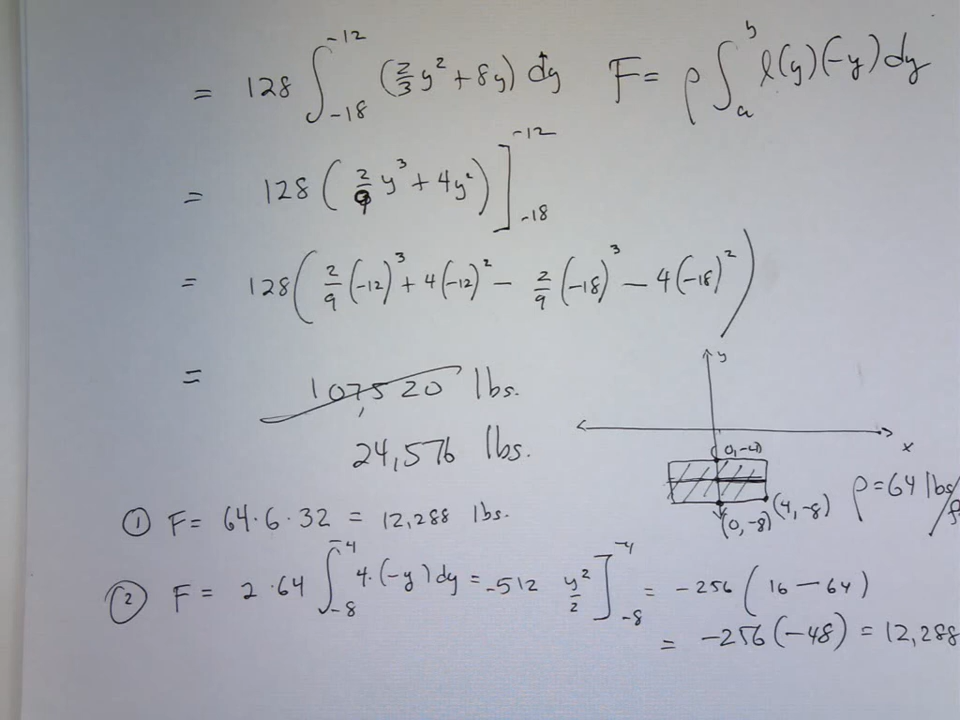 = 128 ∫_{-18}^{-12} (2/3 y² + 8y) dy    F = ρ ∫_a^b l(y)(-y) dy
= 128 (2/9 y³ + 4y²) ]_{-18}^{-12}
= 128 (2/9 (-12)³ + 4(-12)² - 2/9 (-18)³ - 4(-18)²)
= 107,520 lbs.
24,576 lbs.
y
x
(0,-4)
(0,-8) (4,-8)
ρ = 64 lbs/
① F = 64·6·32 = 12,288 lbs.
② F = 2·64 ∫_{-8}^{-4} 4·(-y) dy = -512 y²/2 ]_{-8}^{-4} = -256 (16 - 64)
= -256 (-48) = 12,288